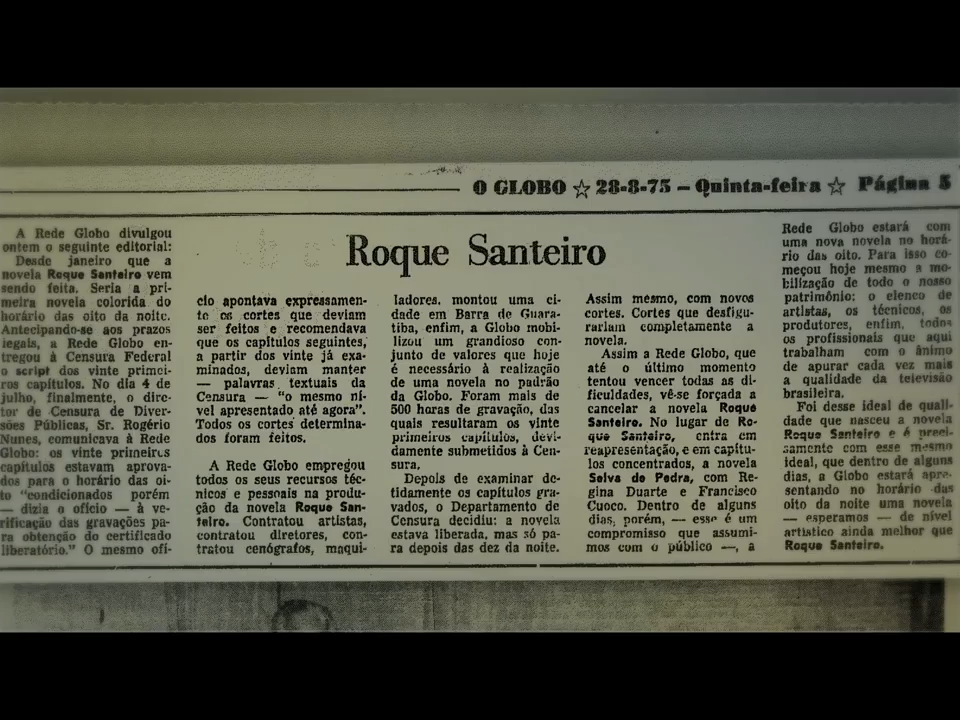 O GLOBO ☆ 28-8-75 — Quinta-feira ☆ Página 5
Roque Santeiro
A Rede Globo divulgou
ontem o seguinte editorial:
Desde janeiro que a
novela Roque Santeiro vem
sendo feita. Seria a pri-
meira novela colorida do
horário das oito da noite.
Antecipando-se aos prazos
legais, a Rede Globo en-
tregou à Censura Federal
o script dos vinte primei-
ros capítulos. No dia 4 de
julho, finalmente, o dire-
tor de Censura de Diver-
sões Públicas, Sr. Rogério
Nunes, comunicava à Rede
Globo: os vinte primeiros
capítulos estavam aprova-
dos para o horário das oi-
to "condicionados porém
— dizia o ofício — à ve-
rificação das gravações pa-
ra obtenção do certificado
liberatório." O mesmo ofí-
cio apontava expressamen-
te os cortes que deviam
ser feitos e recomendava
que os capítulos seguintes,
a partir dos vinte já exa-
minados, deviam manter
— palavras textuais da
Censura — "o mesmo ní-
vel apresentado até agora".
Todos os cortes determina-
dos foram feitos.
A Rede Globo empregou
todos os seus recursos téc-
nicos e pessoais na produ-
ção da novela Roque San-
teiro. Contratou artistas,
contratou diretores, con-
tratou cenógrafos, maqui-
ladores, montou uma ci-
dade em Barra de Guara-
tiba, enfim, a Globo mobi-
lizou um grandioso con-
junto de valores que hoje
é necessário à realização
de uma novela no padrão
da Globo. Foram mais de
500 horas de gravação, das
quais resultaram os vinte
primeiros capítulos, devi-
damente submetidos à Cen-
sura.
Depois de examinar de-
tidamente os capítulos gra-
vados, o Departamento de
Censura decidiu: a novela
estava liberada, mas só pa-
ra depois das dez da noite.
Assim mesmo, com novos
cortes. Cortes que desfigu-
rariam completamente a
novela.
Assim a Rede Globo, que
até o último momento
tentou vencer todas as di-
ficuldades, vê-se forçada a
cancelar a novela Roque
Santeiro. No lugar de Ro-
que Santeiro, entra em
reapresentação, e em capítu-
los concentrados, a novela
Selva de Pedra, com Re-
gina Duarte e Francisco
Cuoco. Dentro de alguns
dias, porém, — esse é um
compromisso que assumi-
mos com o público —, a
Rede Globo estará com
uma nova novela no horá-
rio das oito. Para isso co-
meçou hoje mesmo a mo-
bilização de todo o nosso
patrimônio: o elenco de
artistas, os técnicos, os
produtores, enfim, todos
os profissionais que aqui
trabalham com o ânimo
de apurar cada vez mais
a qualidade da televisão
brasileira.
Foi desse ideal de quali-
dade que nasceu a novela
Roque Santeiro e é preci-
samente com esse mesmo
ideal, que dentro de alguns
dias, a Globo estará apre-
sentando no horário das
oito da noite uma novela
— esperamos — de nível
artístico ainda melhor que
Roque Santeiro.